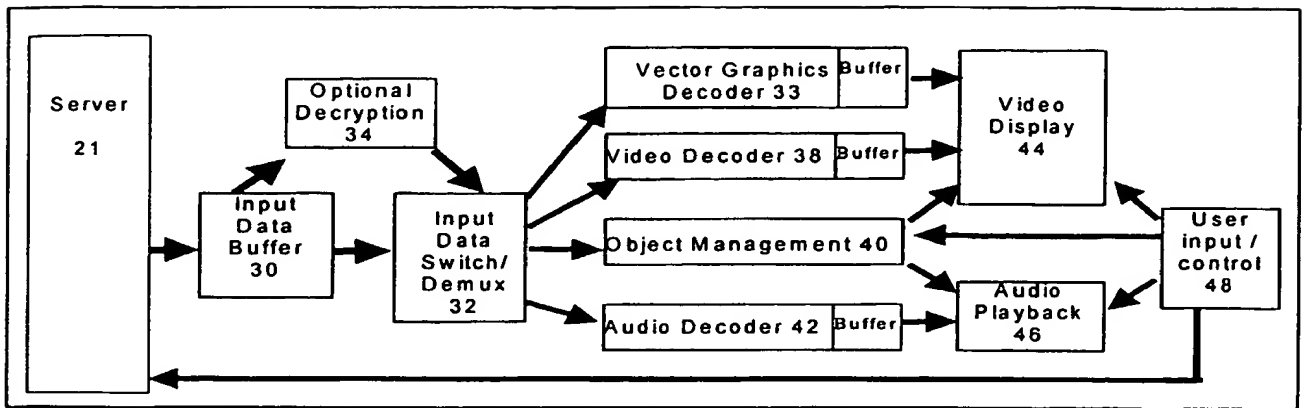 Server
21
Optional
Decryption
34
Input
Data
Buffer
30
Input
Data
Switch/
Demux
32
Vector Graphics
Decoder 33
Buffer
Video Decoder 38
Buffer
Object Management 40
Audio Decoder 42
Buffer
Video
Display
44
Audio
Playback
46
User
input /
control
48